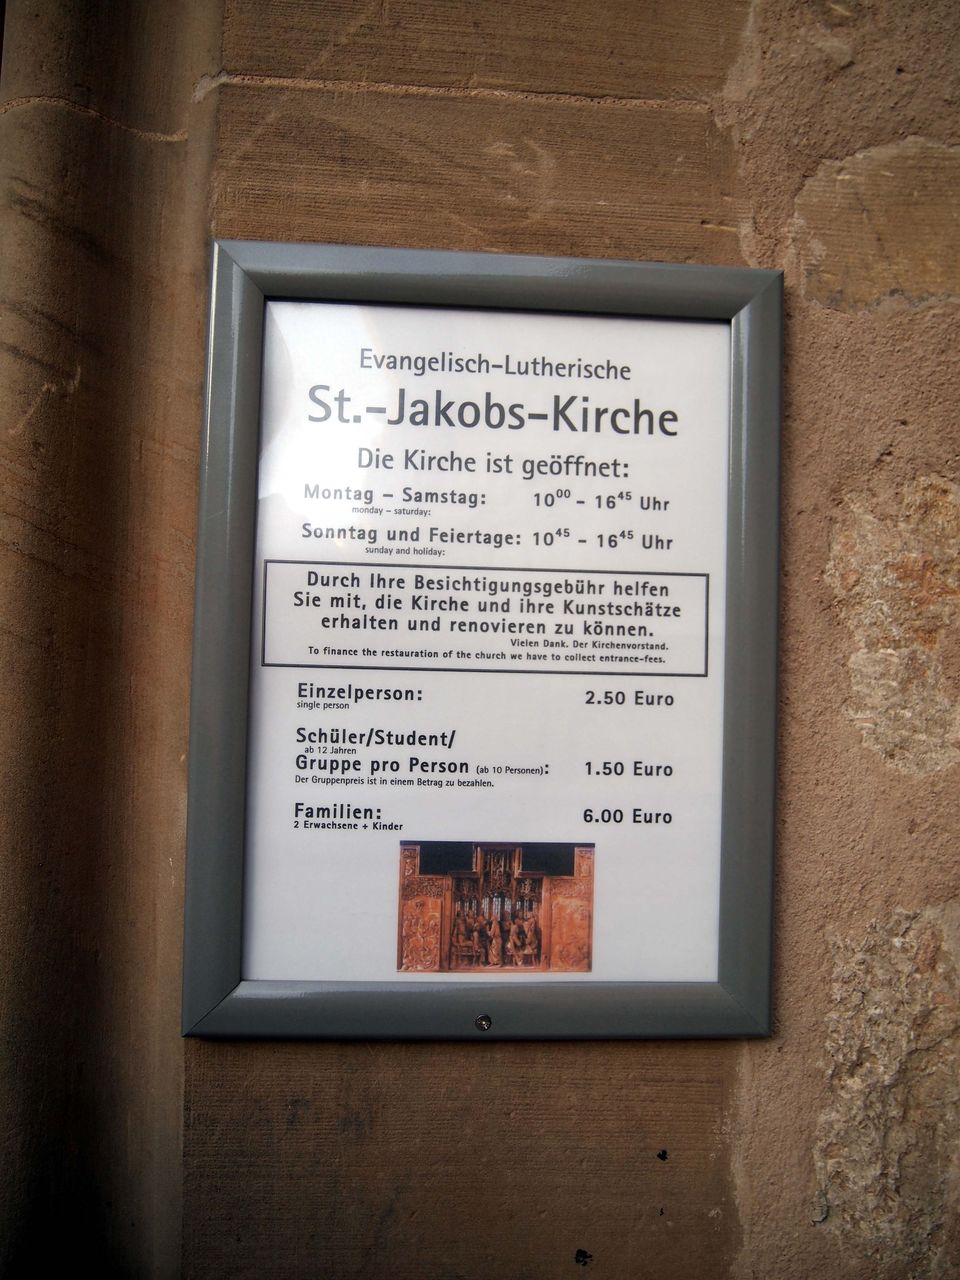 Evangelisch-Lutherische
St.-Jakobs-Kirche
Die Kirche ist geöffnet:
Montag – Samstag: 10⁰⁰ – 16⁴⁵ Uhr
monday – saturday:
Sonntag und Feiertage: 10⁴⁵ – 16⁴⁵ Uhr
sunday and holiday:
Durch Ihre Besichtigungsgebühr helfen
Sie mit, die Kirche und ihre Kunstschätze
erhalten und renovieren zu können.
Vielen Dank. Der Kirchenvorstand.
To finance the restauration of the church we have to collect entrance-fees.
Einzelperson: 2.50 Euro
single person
Schüler/Student/
ab 12 Jahren
Gruppe pro Person (ab 10 Personen): 1.50 Euro
Der Gruppenpreis ist in einem Betrag zu bezahlen.
Familien: 6.00 Euro
2 Erwachsene + Kinder